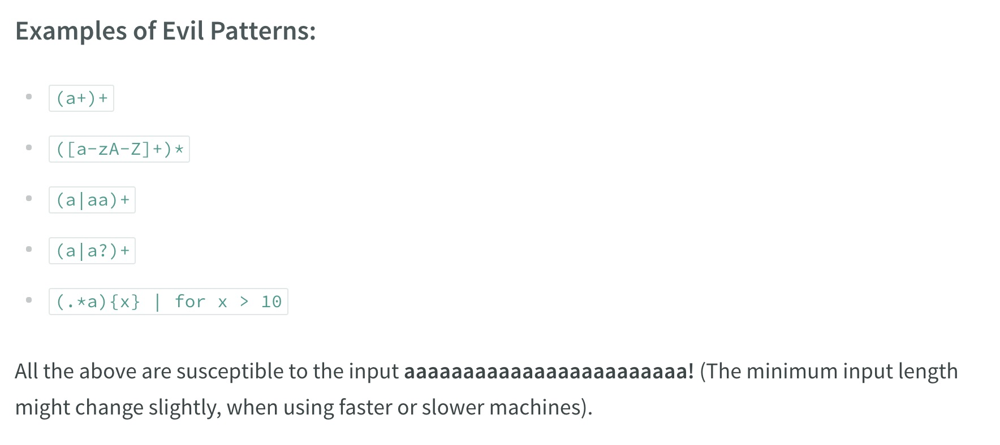 Examples of Evil Patterns:
(a+)+
([a-zA-Z]+)*
(a|aa)+
(a|a?)+
(.*a){x} | for x > 10
All the above are susceptible to the input aaaaaaaaaaaaaaaaaaaaaaaa! (The minimum input length
might change slightly, when using faster or slower machines).